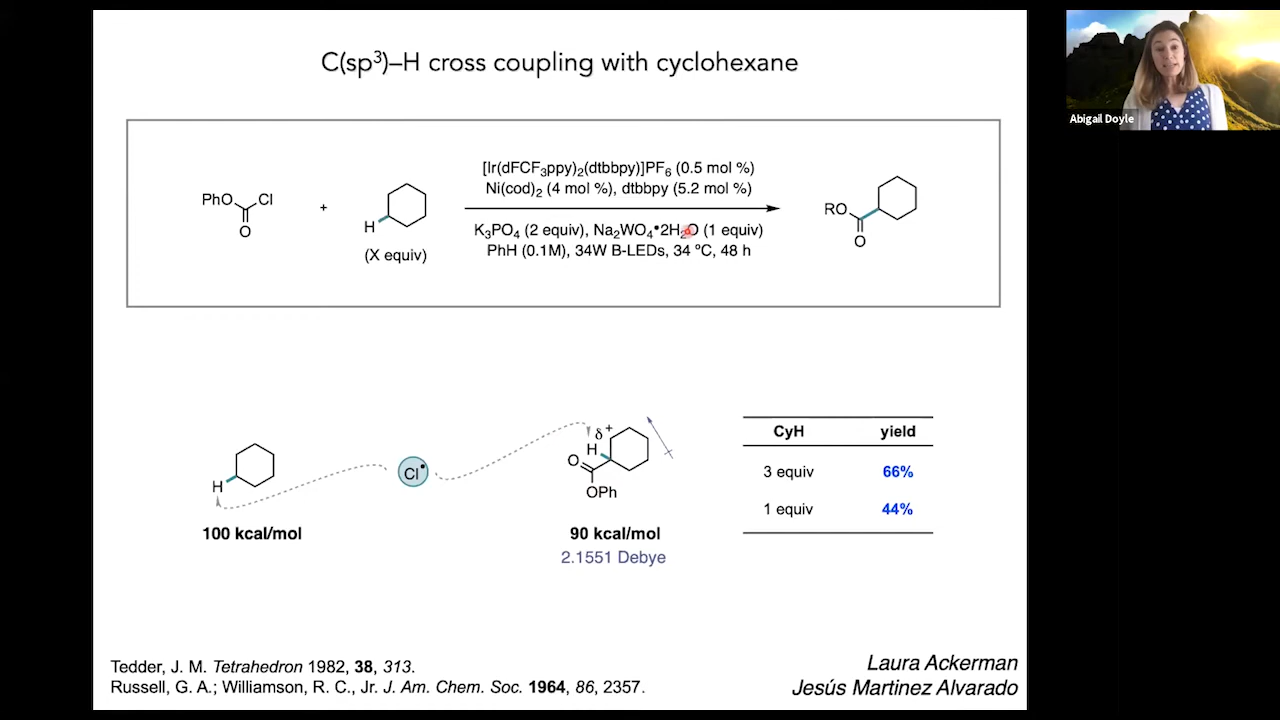 C(sp³)–H cross coupling with cyclohexane
Abigail Doyle
PhO Cl
O
+
H
(X equiv)
[Ir(dFCF₃ppy)₂(dtbbpy)]PF₆ (0.5 mol %)
Ni(cod)₂ (4 mol %), dtbbpy (5.2 mol %)
K₃PO₄ (2 equiv), Na₂WO₄•2H₂O (1 equiv)
PhH (0.1M), 34W B-LEDs, 34 ºC, 48 h
RO
O
H
100 kcal/mol
Cl•
δ⁺
H
O
OPh
90 kcal/mol
2.1551 Debye
CyH yield
3 equiv 66%
1 equiv 44%
Tedder, J. M. Tetrahedron 1982, 38, 313.
Russell, G. A.; Williamson, R. C., Jr. J. Am. Chem. Soc. 1964, 86, 2357.
Laura Ackerman
Jesús Martinez Alvarado